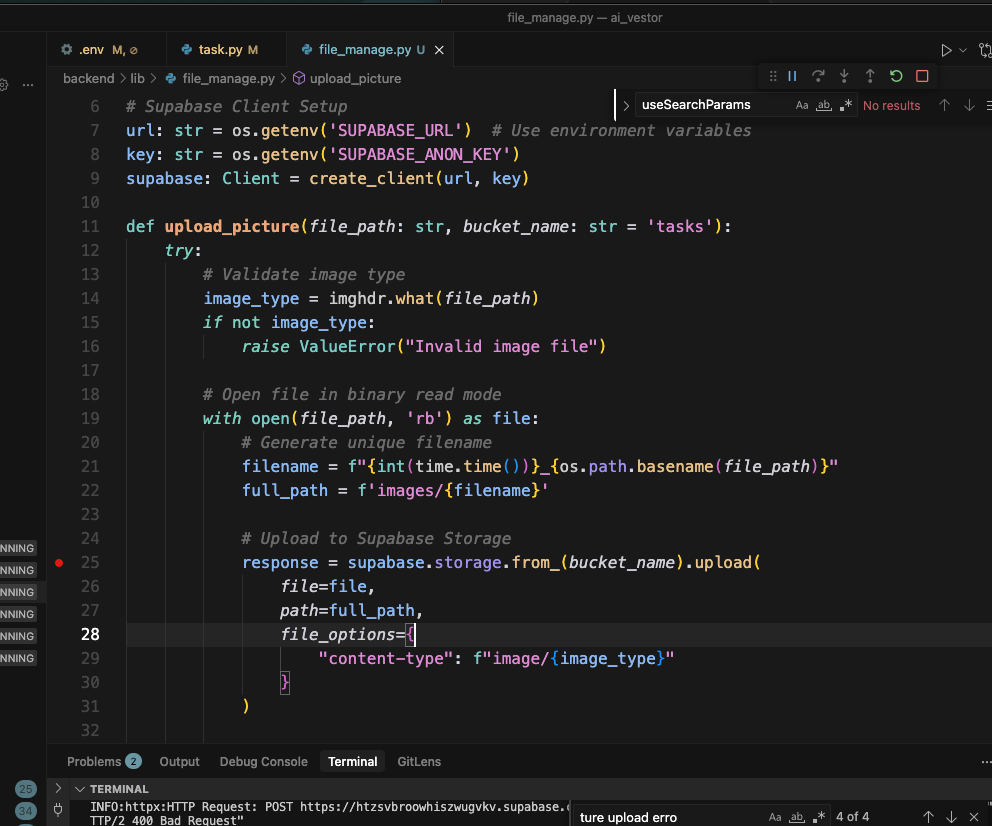 file_manage.py — ai_vestor
.env M, ⊘ task.py M file_manage.py U ×
backend > lib > file_manage.py > upload_picture
useSearchParams Aa ab .* No results
6 # Supabase Client Setup
7 url: str = os.getenv('SUPABASE_URL')  # Use environment variables
8 key: str = os.getenv('SUPABASE_ANON_KEY')
9 supabase: Client = create_client(url, key)
10
11 def upload_picture(file_path: str, bucket_name: str = 'tasks'):
12     try:
13         # Validate image type
14         image_type = imghdr.what(file_path)
15         if not image_type:
16             raise ValueError("Invalid image file")
17
18         # Open file in binary read mode
19         with open(file_path, 'rb') as file:
20             # Generate unique filename
21             filename = f"{int(time.time())}_{os.path.basename(file_path)}"
22             full_path = f'images/{filename}'
23
24             # Upload to Supabase Storage
25             response = supabase.storage.from_(bucket_name).upload(
26                 file=file,
27                 path=full_path,
28                 file_options={
29                     "content-type": f"image/{image_type}"
30                 }
31             )
32
NNING
NNING
NNING
NNING
NNING
NNING
Problems 2 Output Debug Console Terminal GitLens
25
34
TERMINAL
INFO:httpx:HTTP Request: POST https://htzsvbroowhiszwugvkv.supabase.c
TTP/2 400 Bad Request"
ture upload erro Aa ab .* 4 of 4